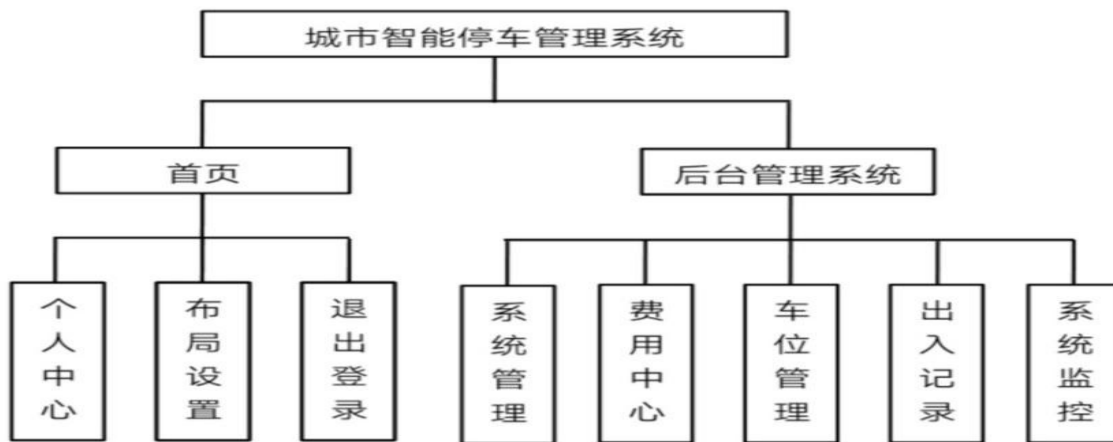 城市智能停车管理系统
首页
后台管理系统
个人中心
布局设置
退出登录
系统管理
费用中心
车位管理
出入记录
系统监控